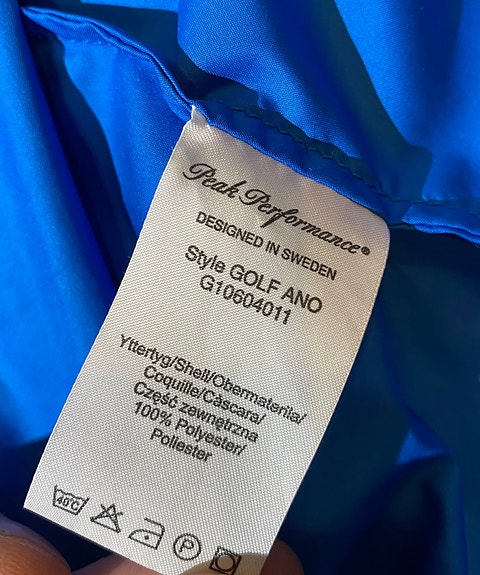 Peak Performance®
DESIGNED IN SWEDEN
Style GOLF ANO
G10604011
Yttertyg/Shell/Obermaterila/
Coquille/Càscara/
Część zewnętrzna
100% Polyester/
Poliester
40°C
P